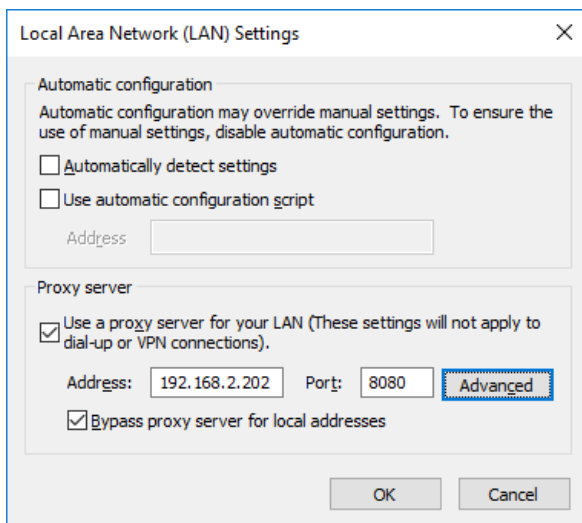 Local Area Network (LAN) Settings
Automatic configuration
Automatic configuration may override manual settings. To ensure the
use of manual settings, disable automatic configuration.
Automatically detect settings
Use automatic configuration script
Address
Proxy server
Use a proxy server for your LAN (These settings will not apply to
dial-up or VPN connections).
Address: 192.168.2.202 Port: 8080 Advanced
Bypass proxy server for local addresses
OK Cancel